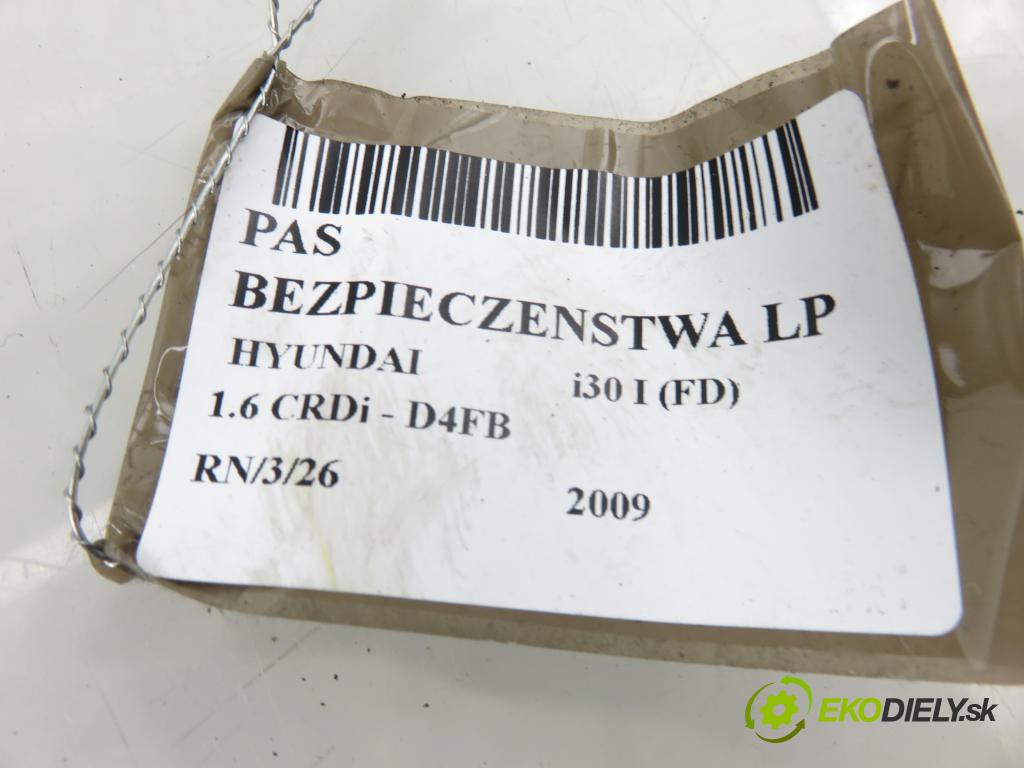 PAS
BEZPIECZENSTWA LP
HYUNDAI i30 I (FD)
1.6 CRDi - D4FB
RN/3/26 2009
EKODIELY.sk